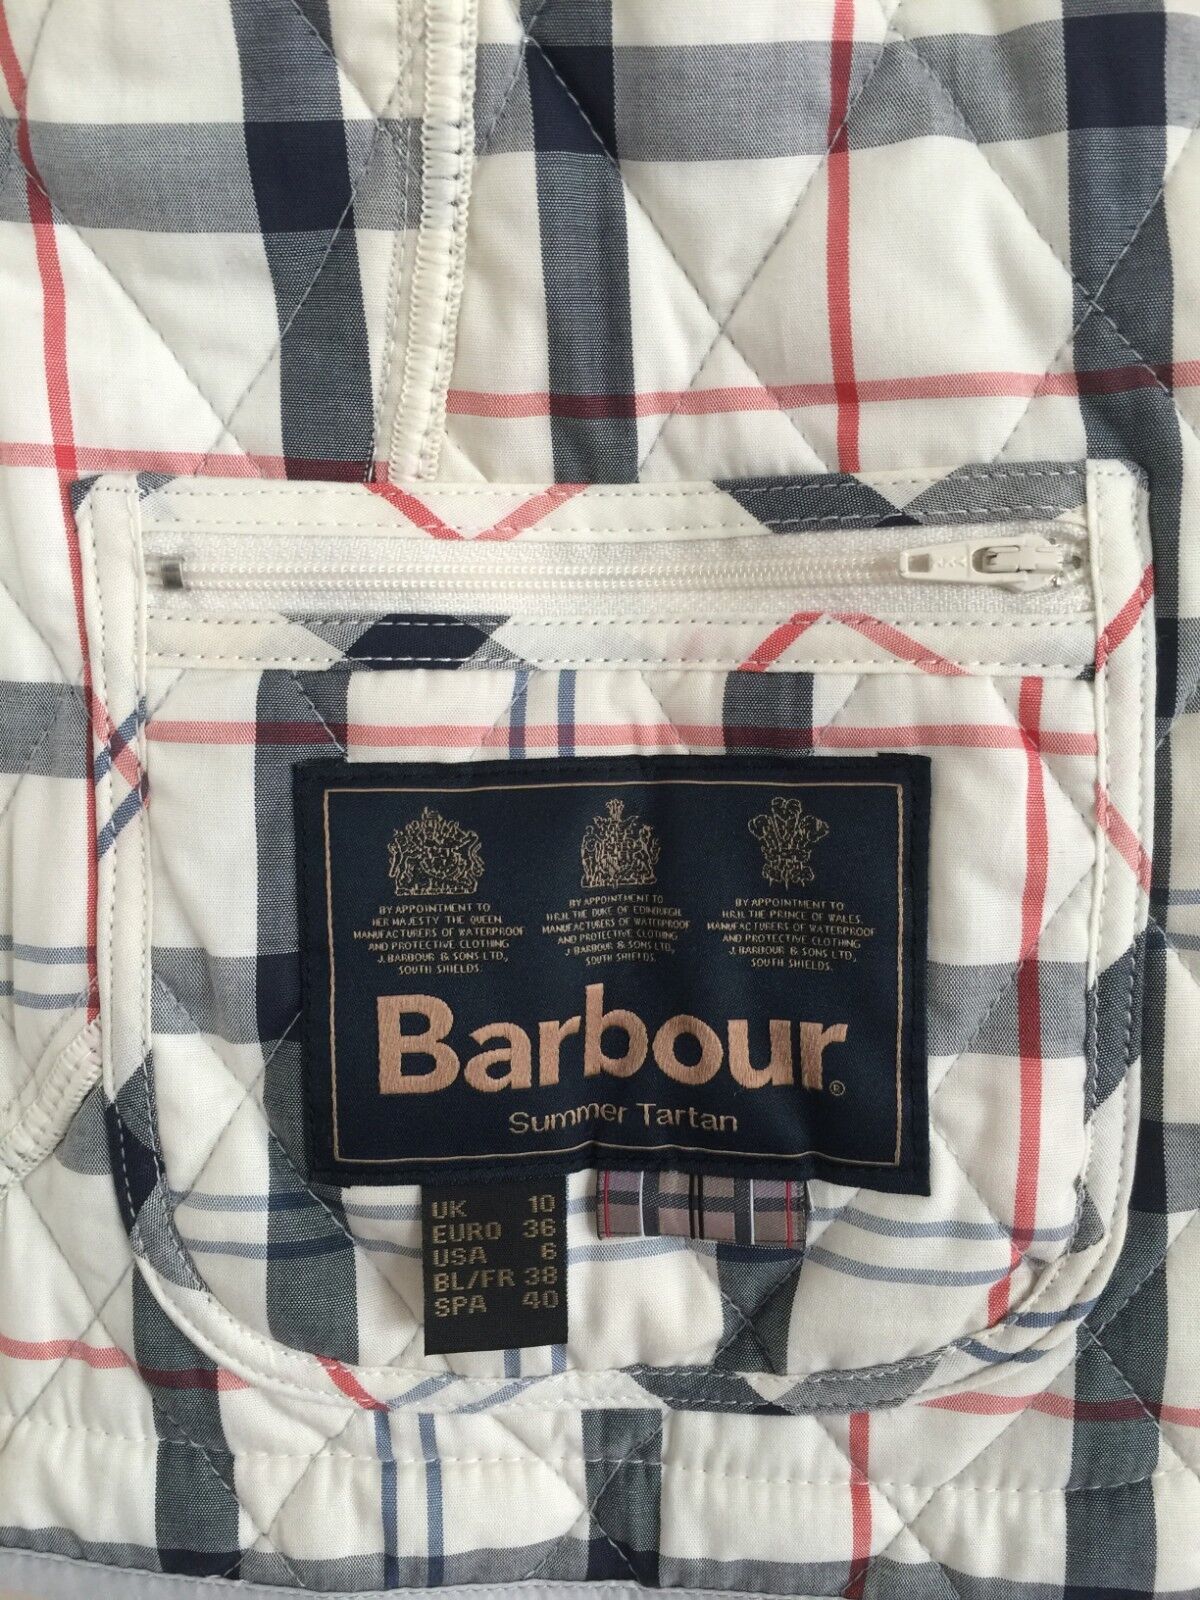 BY APPOINTMENT TO
HER MAJESTY THE QUEEN
MANUFACTURERS OF WATERPROOF
AND PROTECTIVE CLOTHING
J. BARBOUR & SONS LTD,
SOUTH SHIELDS.
BY APPOINTMENT TO
H.R.H. THE DUKE OF EDINBURGH
MANUFACTURERS OF WATERPROOF
AND PROTECTIVE CLOTHING
J. BARBOUR & SONS LTD.
SOUTH SHIELDS.
BY APPOINTMENT TO
H.R.H. THE PRINCE OF WALES.
MANUFACTURERS OF WATERPROOF
AND PROTECTIVE CLOTHING
J. BARBOUR & SONS LTD,
SOUTH SHIELDS.
Barbour®
Summer Tartan
UK 10
EURO 36
USA 6
BL/FR 38
SPA 40